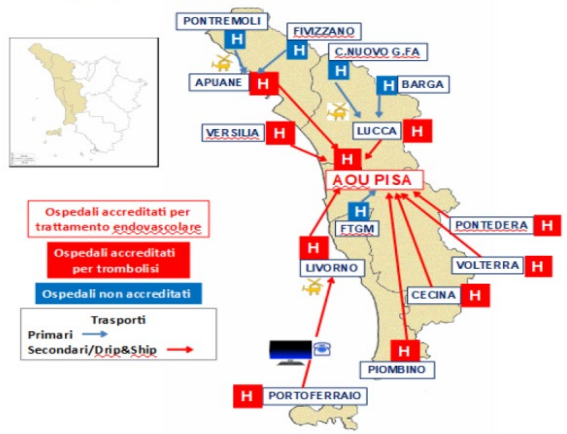 PONTREMOLI
H
FIVIZZANO
H
C.NUOVO G.FA
H
APUANE
H
H
BARGA
VERSILIA
H
LUCCA
H
H
AOU PISA
Ospedali accreditati per
trattamento endovascolare
Ospedali accreditati
per trombolisi
Ospedali non accreditati
Trasporti
Primari
Secondari/Drip&Ship
H
FTGM
PONTEDERA
H
H
LIVORNO
VOLTERRA
H
CECINA
H
H
PIOMBINO
H
PORTOFERRAIO